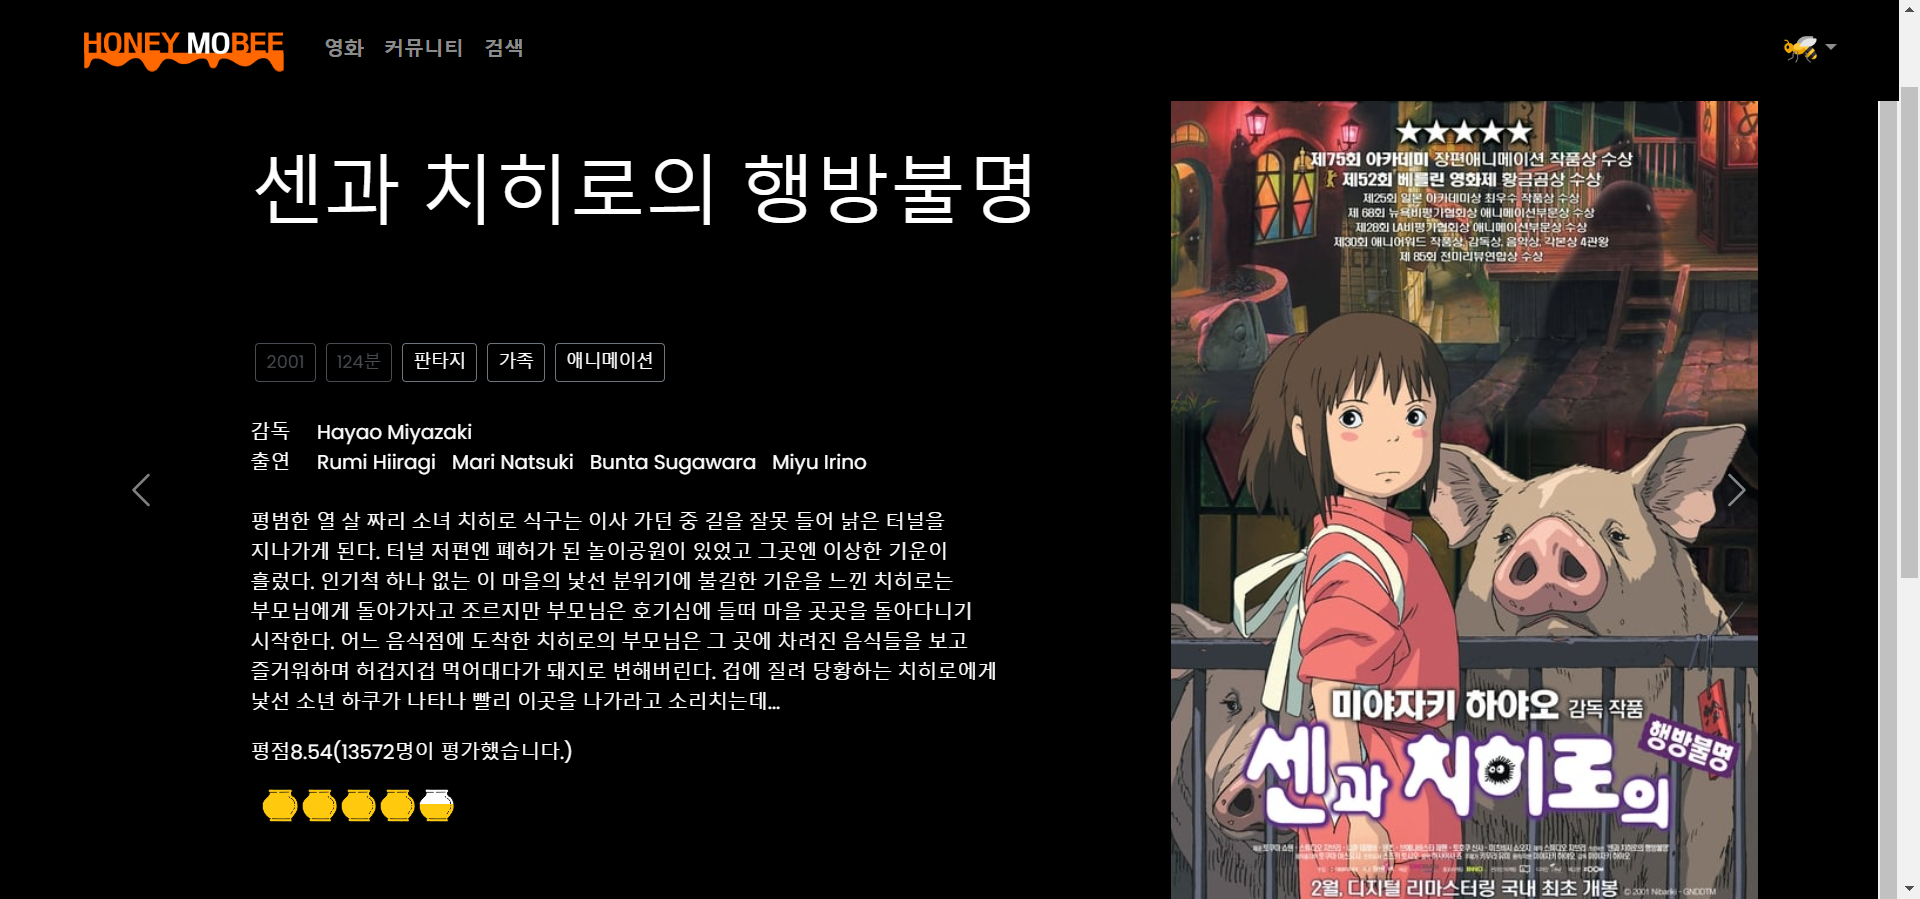 HONEY MOBEE
영화 커뮤니티 검색
센과 치히로의 행방불명
2001 124분 판타지 가족 애니메이션
감독 Hayao Miyazaki
출연 Rumi Hiiragi Mari Natsuki Bunta Sugawara Miyu Irino
평범한 열 살 짜리 소녀 치히로 식구는 이사 가던 중 길을 잘못 들어 낡은 터널을
지나가게 된다. 터널 저편엔 폐허가 된 놀이공원이 있었고 그곳엔 이상한 기운이
흘렀다. 인기척 하나 없는 이 마을의 낯선 분위기에 불길한 기운을 느낀 치히로는
부모님에게 돌아가자고 조르지만 부모님은 호기심에 들떠 마을 곳곳을 돌아다니기
시작한다. 어느 음식점에 도착한 치히로의 부모님은 그 곳에 차려진 음식들을 보고
즐거워하며 허겁지겁 먹어대다가 돼지로 변해버린다. 겁에 질려 당황하는 치히로에게
낯선 소년 하쿠가 나타나 빨리 이곳을 나가라고 소리치는데...
평점8.54(13572명이 평가했습니다.)
★★★★★
제75회 아카데미 장편애니메이션 작품상 수상
제52회 베를린 영화제 황금곰상 수상
제25회 일본 아카데미상 최우수 작품상 수상
제 68회 뉴욕비평가협회상 애니메이션부문상 수상
제28회 LA비평가협회상 애니메이션부문상 수상
제30회 애니어워드 작품상, 감독상, 음악상, 각본상 4관왕
제 85회 전미리뷰연합상 수상
미야자키 하야오 감독 작품
센과 치히로의 행방불명
2월, 디지털 리마스터링 국내 최초 개봉 © 2001 Nibariki - GNDDTM